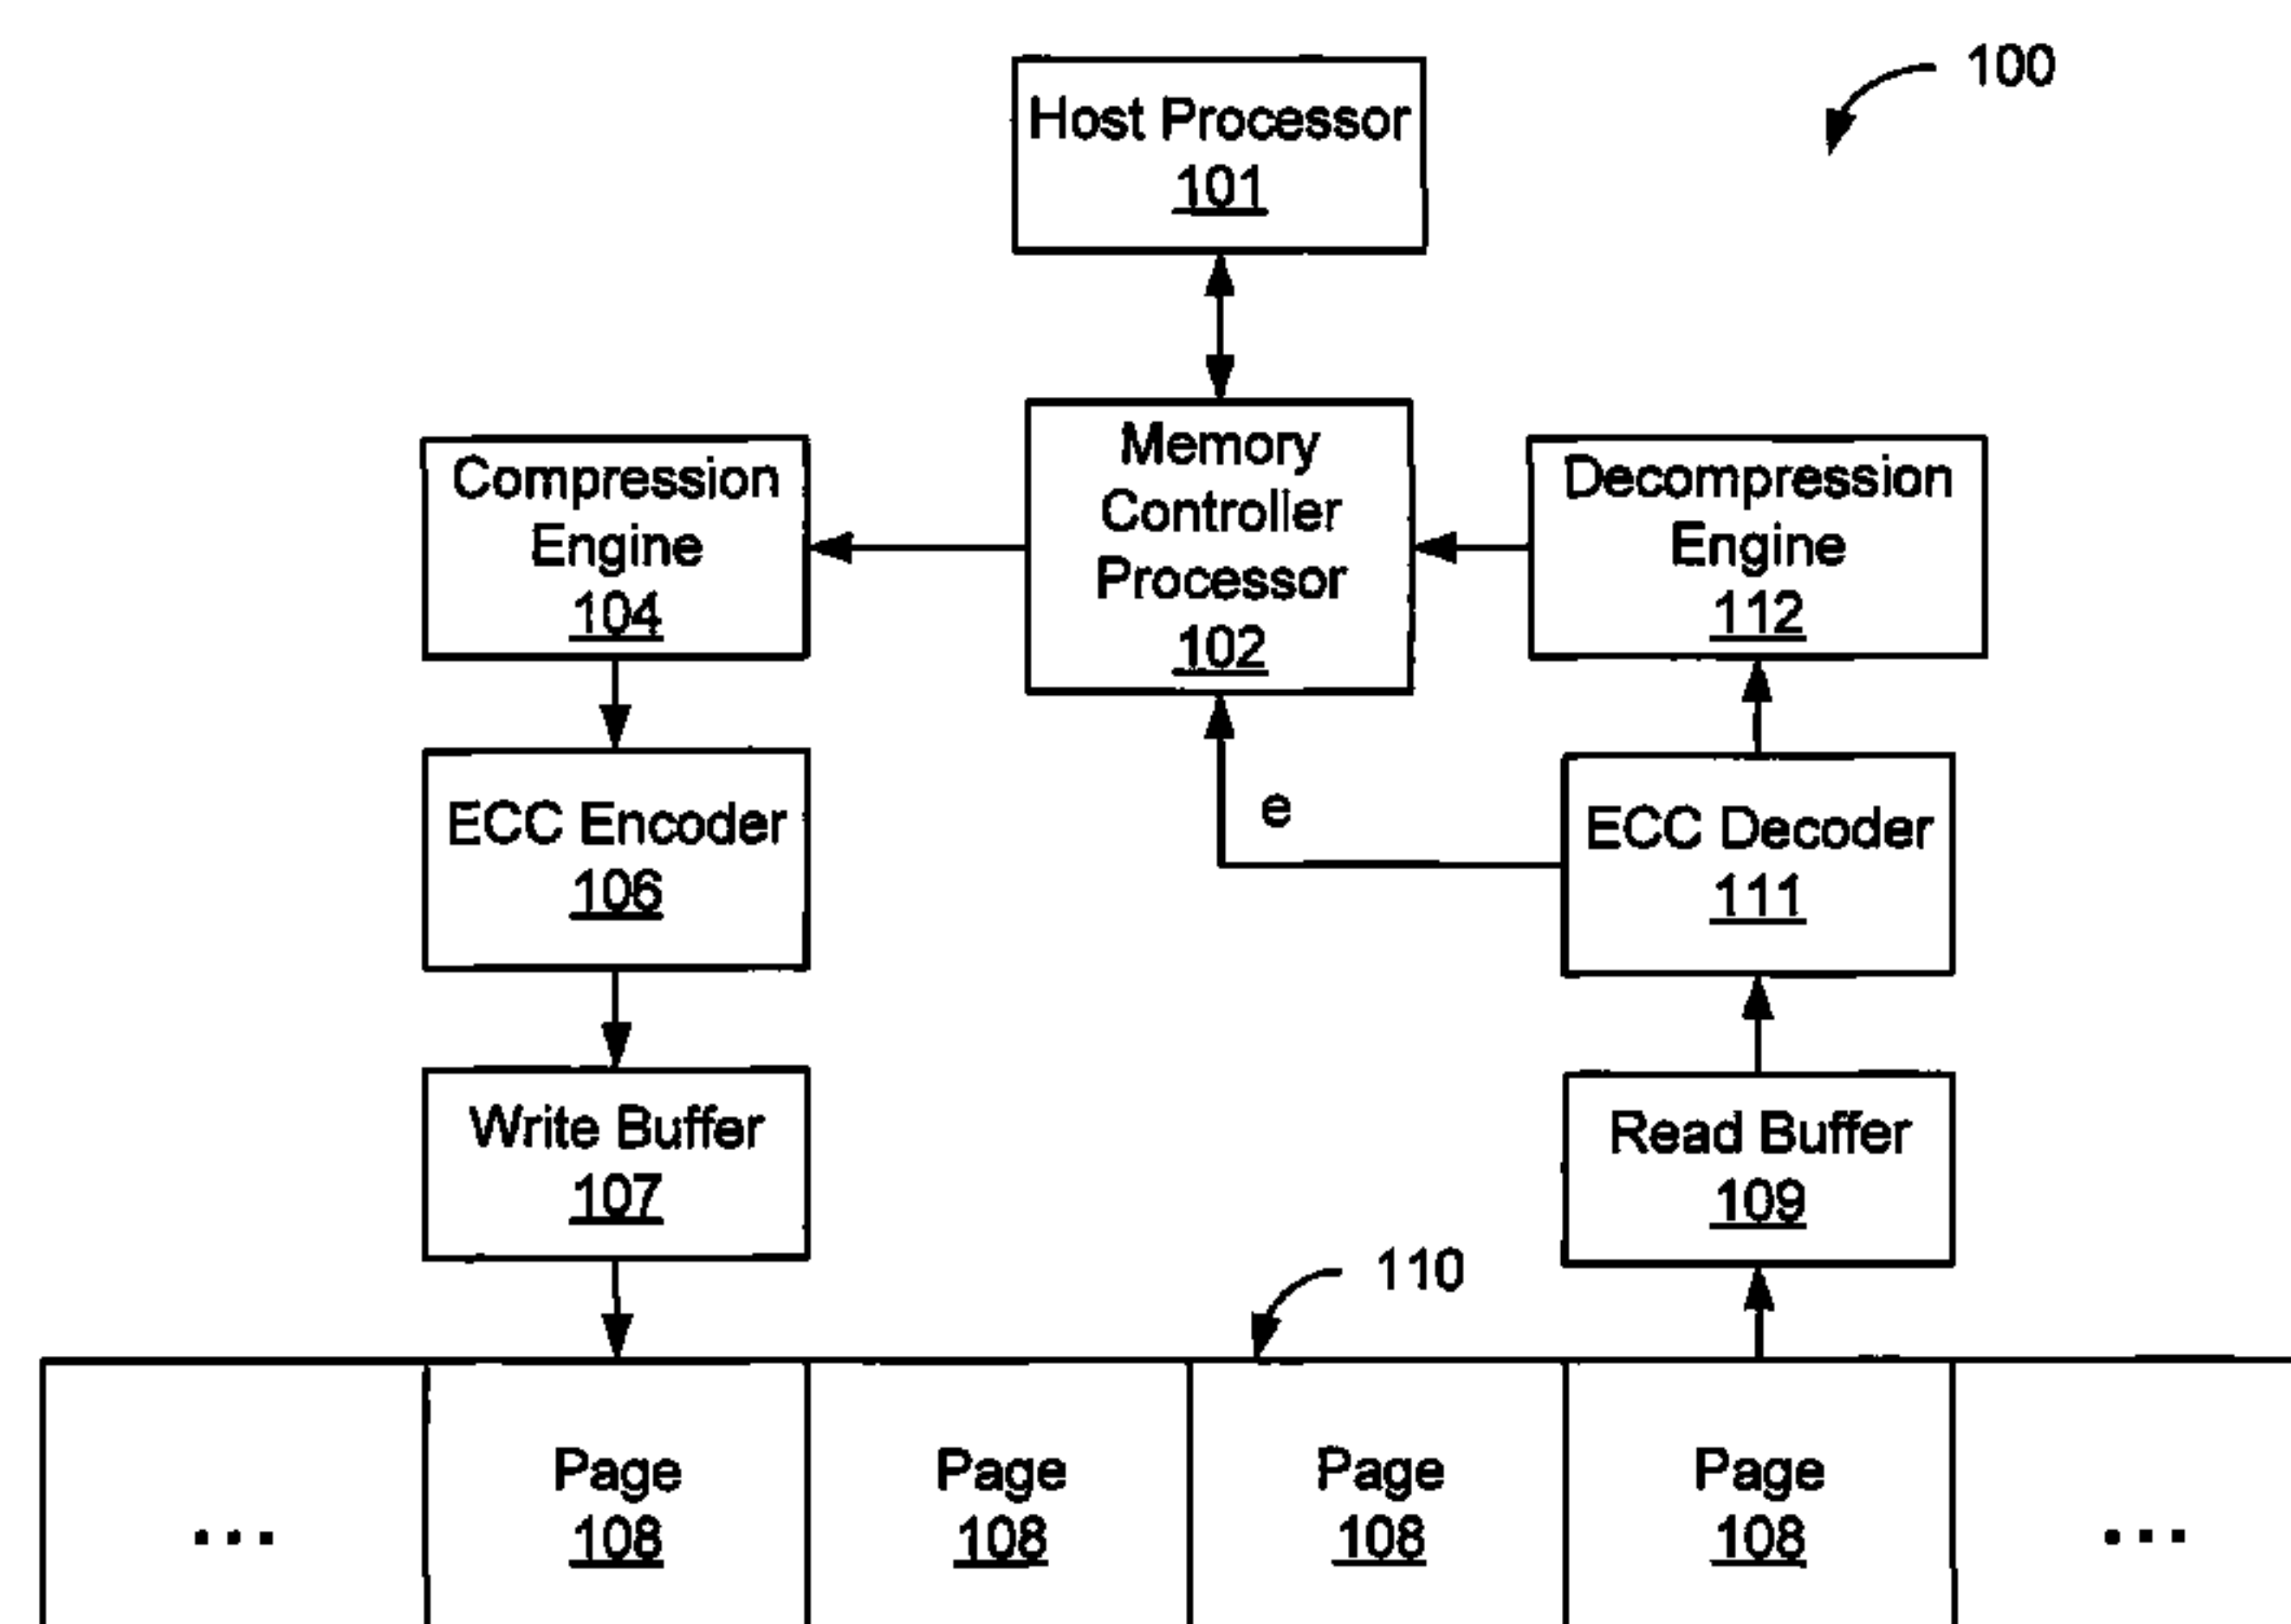 100
Host Processor
101
Memory
Controller
Processor
102
Compression
Engine
104
Decompression
Engine
112
ECC Encoder
106
e
ECC Decoder
111
Write Buffer
107
Read Buffer
109
110
...
Page
108
Page
108
Page
108
Page
108
...